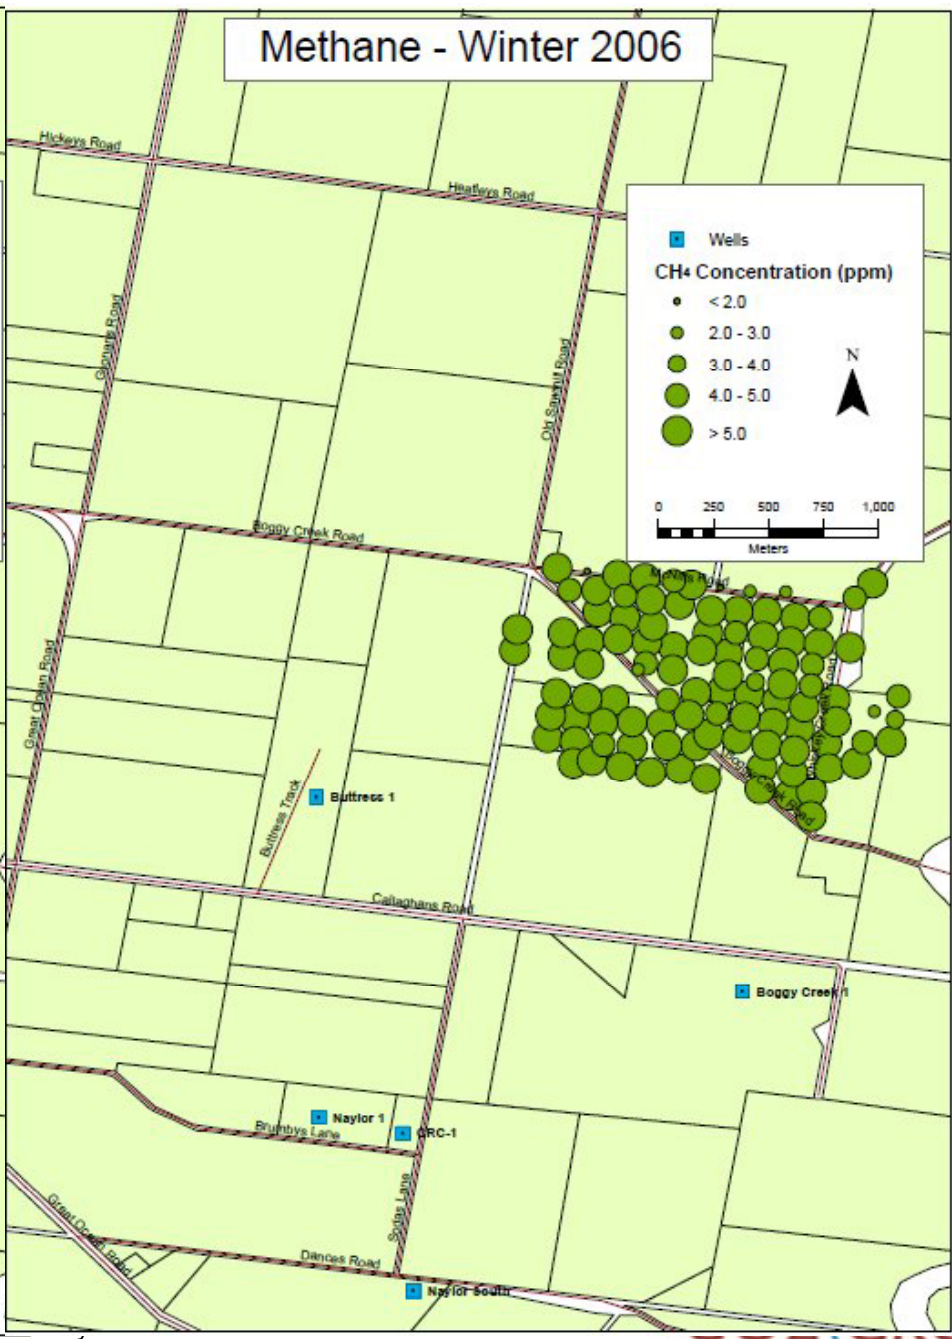 Methane - Winter 2006
Hickeys Road
Heatleys Road
Wells
CH4 Concentration (ppm)
< 2.0
2.0 - 3.0
3.0 - 4.0
4.0 - 5.0
> 5.0
N
0 250 500 750 1,000
Meters
Old Sawmill Road
Boggy Creek Road
Great Ocean Road
Boggy Creek Road
Buttress Track
Buttress 1
Callaghans Road
Boggy Creek 1
Naylor 1
CRC-1
Brumbys Lane
Sodas Lane
Great Ocean Road
Dances Road
Naylor South